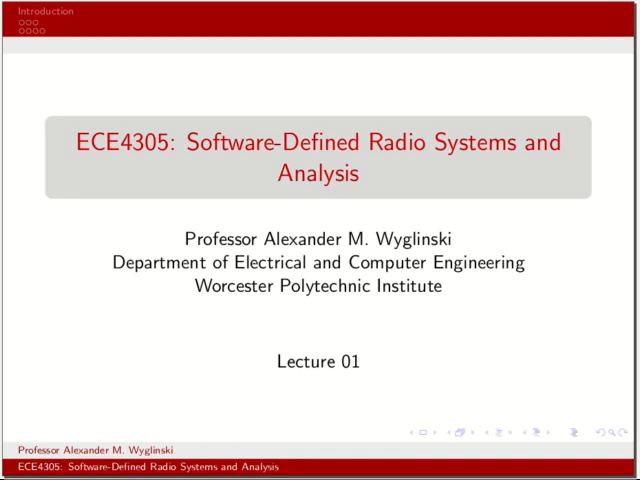 Introduction
ECE4305: Software-Defined Radio Systems and
Analysis
Professor Alexander M. Wyglinski
Department of Electrical and Computer Engineering
Worcester Polytechnic Institute
Lecture 01
Professor Alexander M. Wyglinski
ECE4305: Software-Defined Radio Systems and Analysis